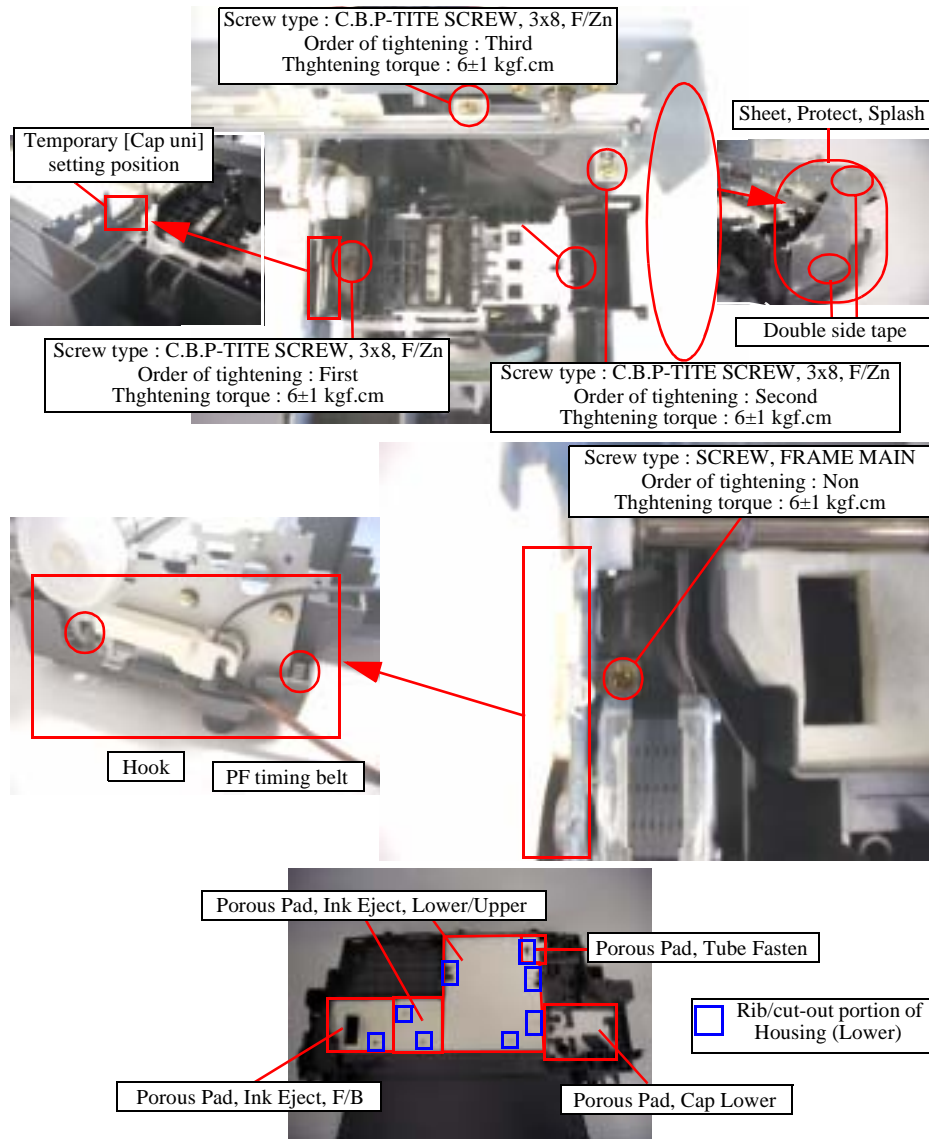 Screw type : C.B.P-TITE SCREW, 3x8, F/Zn
Order of tightening : Third
Thghtening torque : 6±1 kgf.cm
Temporary [Cap uni]
setting position
Sheet, Protect, Splash
Double side tape
Screw type : C.B.P-TITE SCREW, 3x8, F/Zn
Order of tightening : First
Thghtening torque : 6±1 kgf.cm
Screw type : C.B.P-TITE SCREW, 3x8, F/Zn
Order of tightening : Second
Thghtening torque : 6±1 kgf.cm
Screw type : SCREW, FRAME MAIN
Order of tightening : Non
Thghtening torque : 6±1 kgf.cm
Hook
PF timing belt
Porous Pad, Ink Eject, Lower/Upper
Porous Pad, Tube Fasten
Rib/cut-out portion of
Housing (Lower)
Porous Pad, Ink Eject, F/B
Porous Pad, Cap Lower